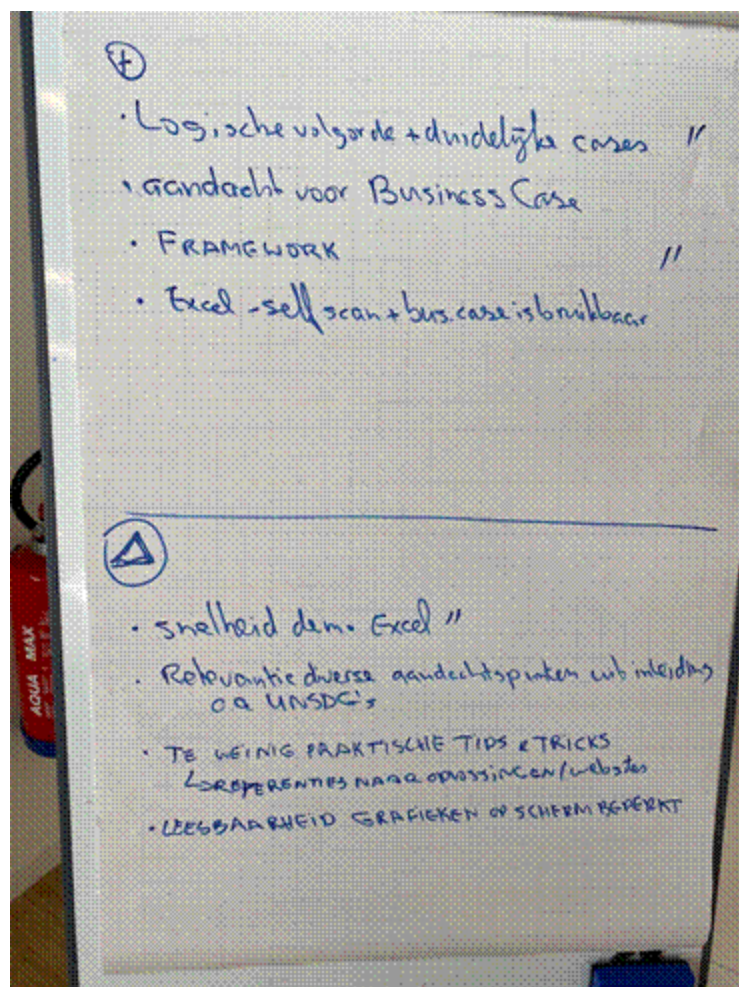 +
· Logische volgorde + duidelijke cases "
· aandacht voor Business Case
· FRAMEWORK "
· Excel - self scan + bus. case is bruikbaar
Δ
· snelheid demo Excel "
· Relevantie diverse aandachtspunten uit inleiding
o a UNSDG's
· TE WEINIG PRAKTISCHE TIPS & TRICKS
↳ REFERENTIES NAAR OPLOSSINGEN/websites
· LEESBAARHEID GRAFIEKEN OP SCHERM BEPERKT
AQUA MAX